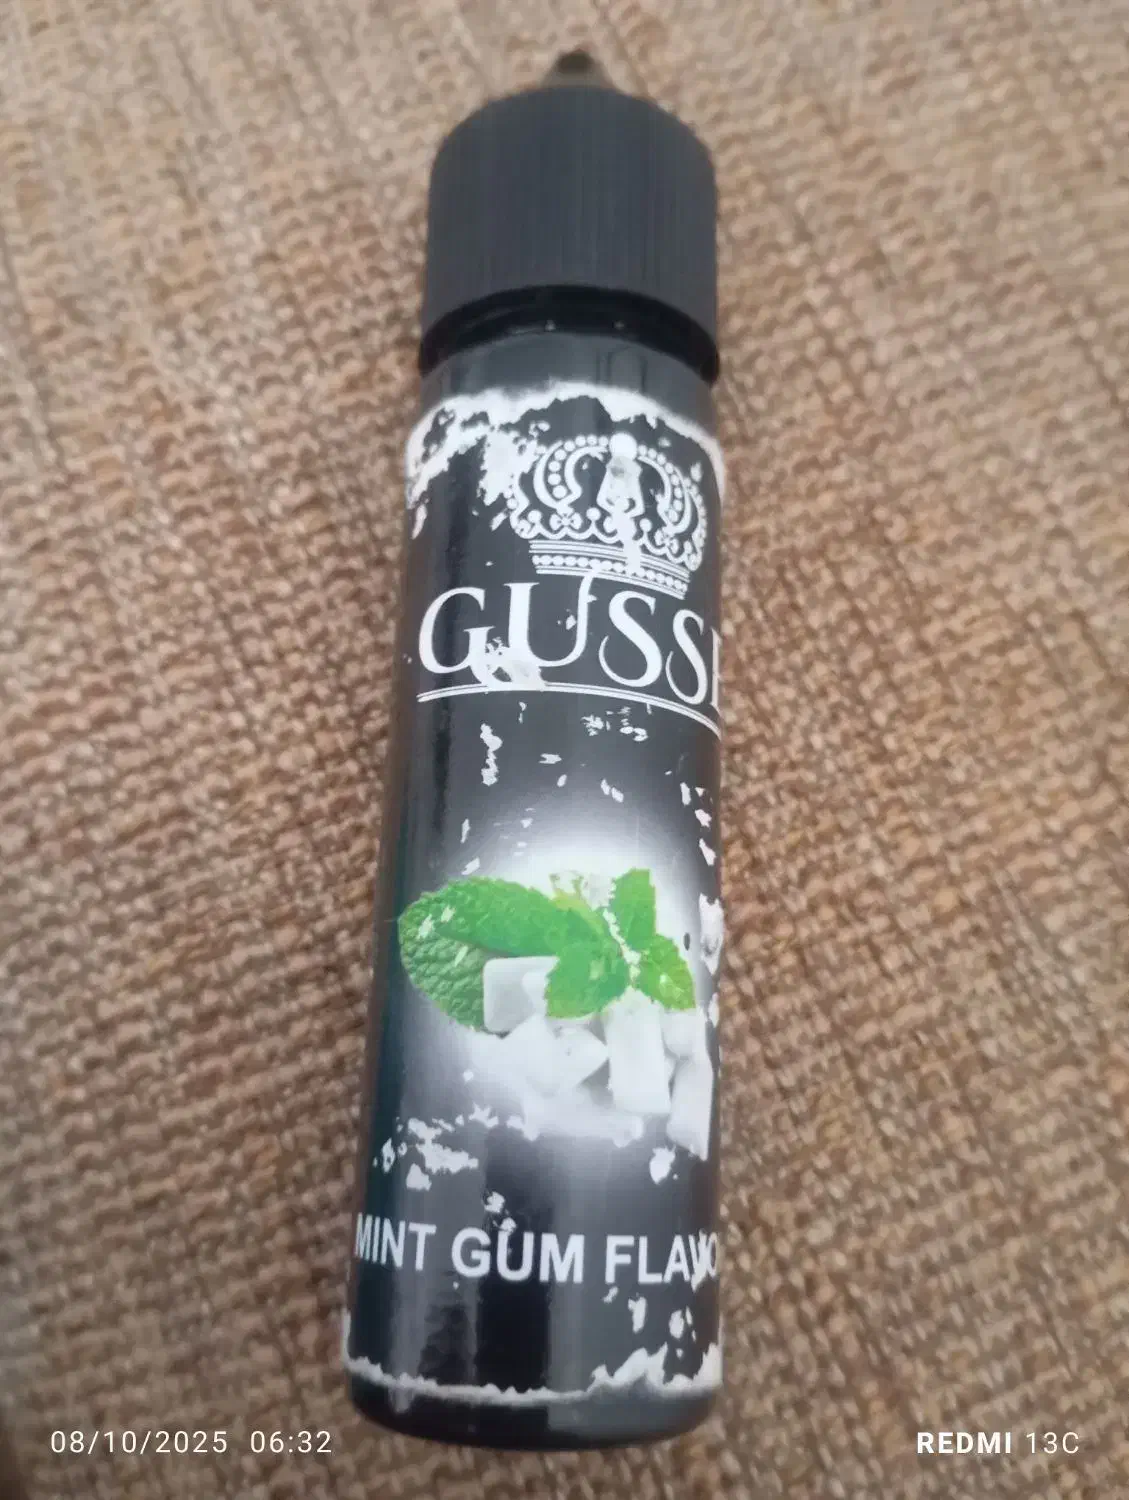 GUSS
MINT GUM FLAVO
08/10/2025 06:32
REDMI 13C